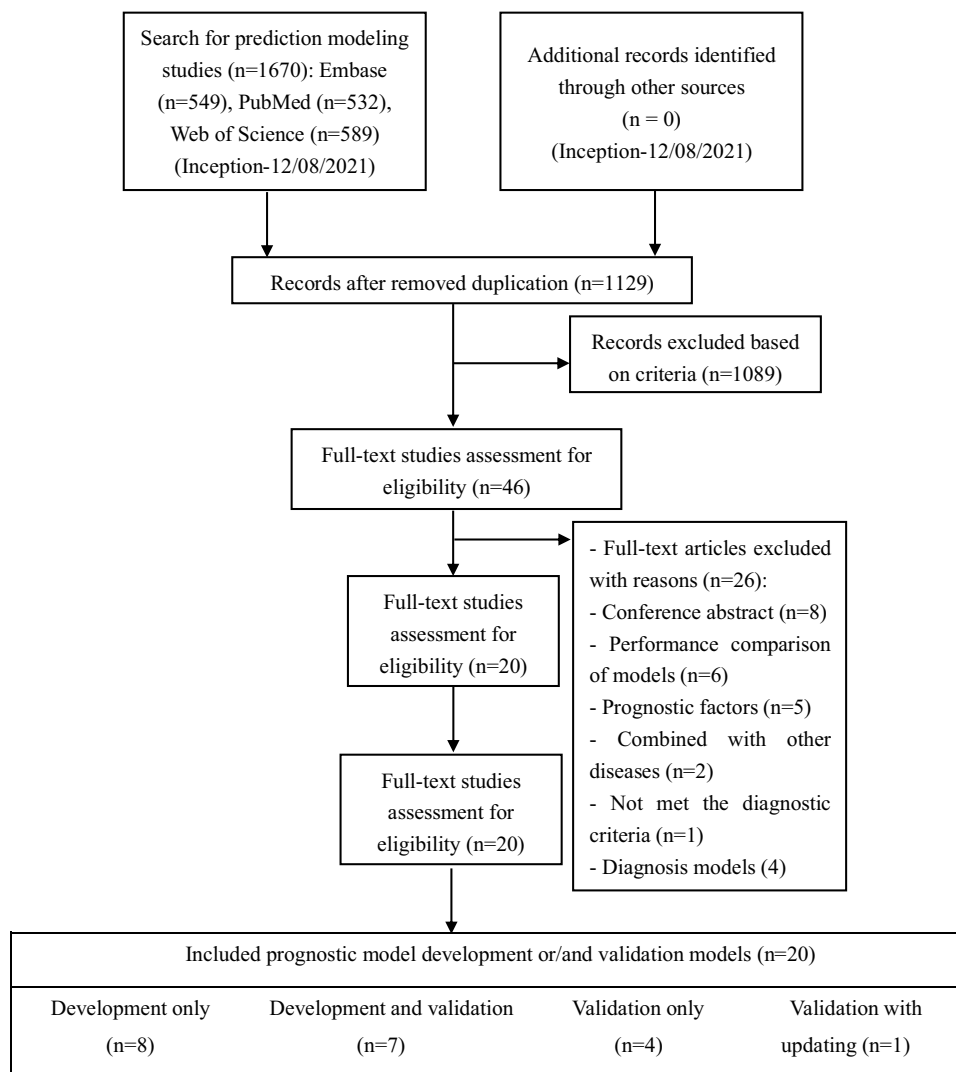 Search for prediction modeling
studies (n=1670): Embase
(n=549), PubMed (n=532),
Web of Science (n=589)
(Inception-12/08/2021)
Additional records identified
through other sources
(n = 0)
(Inception-12/08/2021)
Records after removed duplication (n=1129)
Records excluded based
on criteria (n=1089)
Full-text studies assessment for
eligibility (n=46)
- Full-text articles excluded
with reasons (n=26):
- Conference abstract (n=8)
- Performance comparison
of models (n=6)
- Prognostic factors (n=5)
- Combined with other
diseases (n=2)
- Not met the diagnostic
criteria (n=1)
- Diagnosis models (4)
Full-text studies
assessment for
eligibility (n=20)
Full-text studies
assessment for
eligibility (n=20)
Included prognostic model development or/and validation models (n=20)
Development only
(n=8)
Development and validation
(n=7)
Validation only
(n=4)
Validation with
updating (n=1)